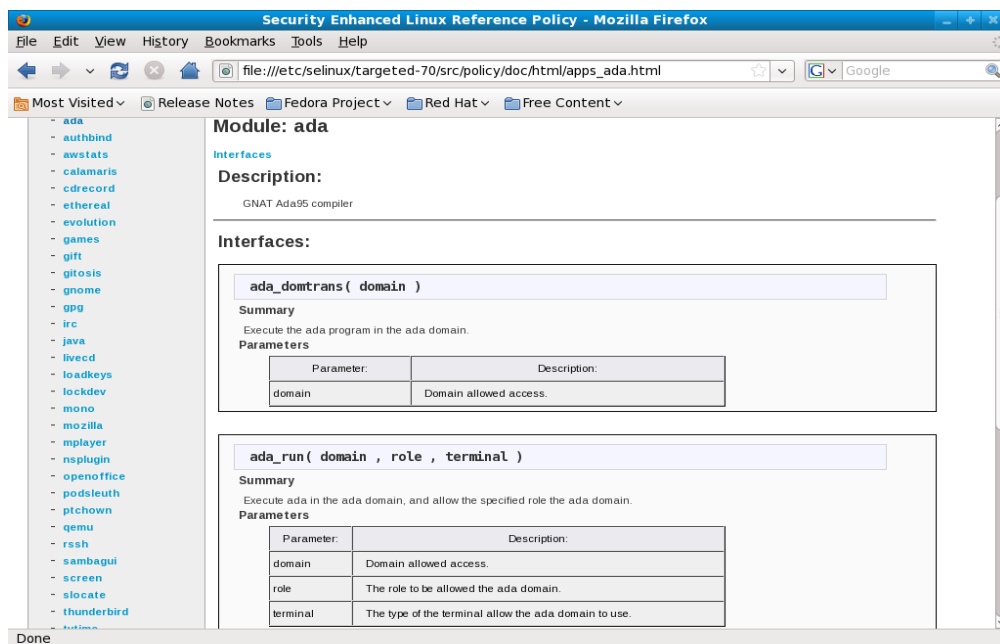 Security Enhanced Linux Reference Policy - Mozilla Firefox
File Edit View History Bookmarks Tools Help
file:///etc/selinux/targeted-70/src/policy/doc/html/apps_ada.html
G Google
Most Visited Release Notes Fedora Project Red Hat Free Content
- ada
- authbind
- awstats
- calamaris
- cdrecord
- ethereal
- evolution
- games
- gift
- gitosis
- gnome
- gpg
- irc
- java
- livecd
- loadkeys
- lockdev
- mono
- mozilla
- mplayer
- nsplugin
- openoffice
- podsleuth
- ptchown
- qemu
- rssh
- sambagui
- screen
- slocate
- thunderbird
Module: ada
Interfaces
Description:
GNAT Ada95 compiler
Interfaces:
ada_domtrans( domain )
Summary
Execute the ada program in the ada domain.
Parameters
Parameter: Description:
domain Domain allowed access.
ada_run( domain , role , terminal )
Summary
Execute ada in the ada domain, and allow the specified role the ada domain.
Parameters
Parameter: Description:
domain Domain allowed access.
role The role to be allowed the ada domain.
terminal The type of the terminal allow the ada domain to use.
Done